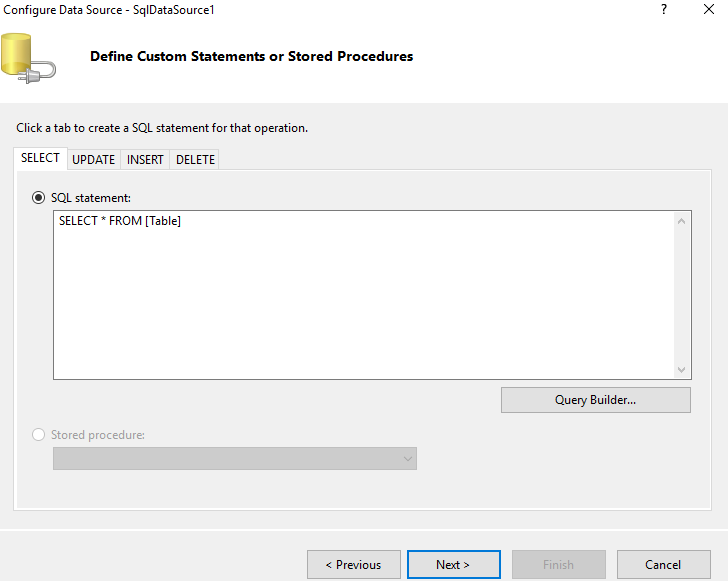 Configure Data Source - SqlDataSource1
?
Define Custom Statements or Stored Procedures
Click a tab to create a SQL statement for that operation.
SELECT UPDATE INSERT DELETE
SQL statement:
SELECT * FROM [Table]
Query Builder...
Stored procedure:
< Previous Next > Finish Cancel